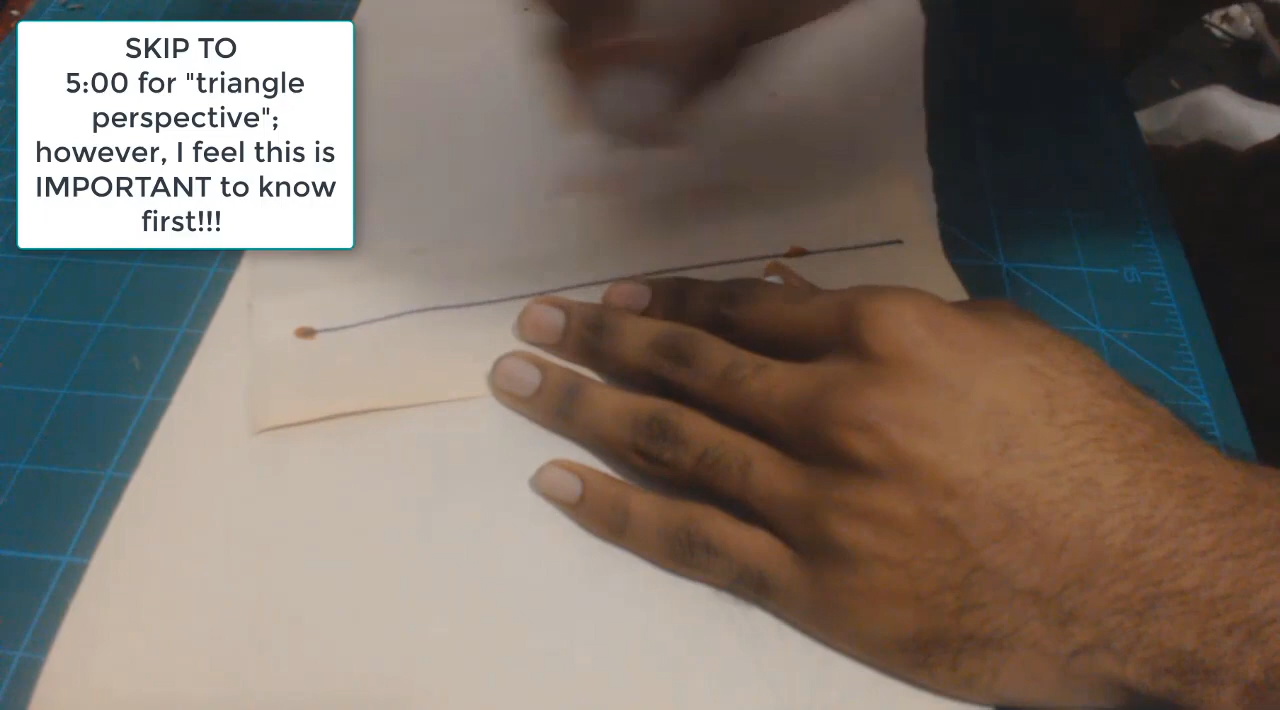 SKIP TO
5:00 for "triangle
perspective";
however, I feel this is
IMPORTANT to know
first!!!